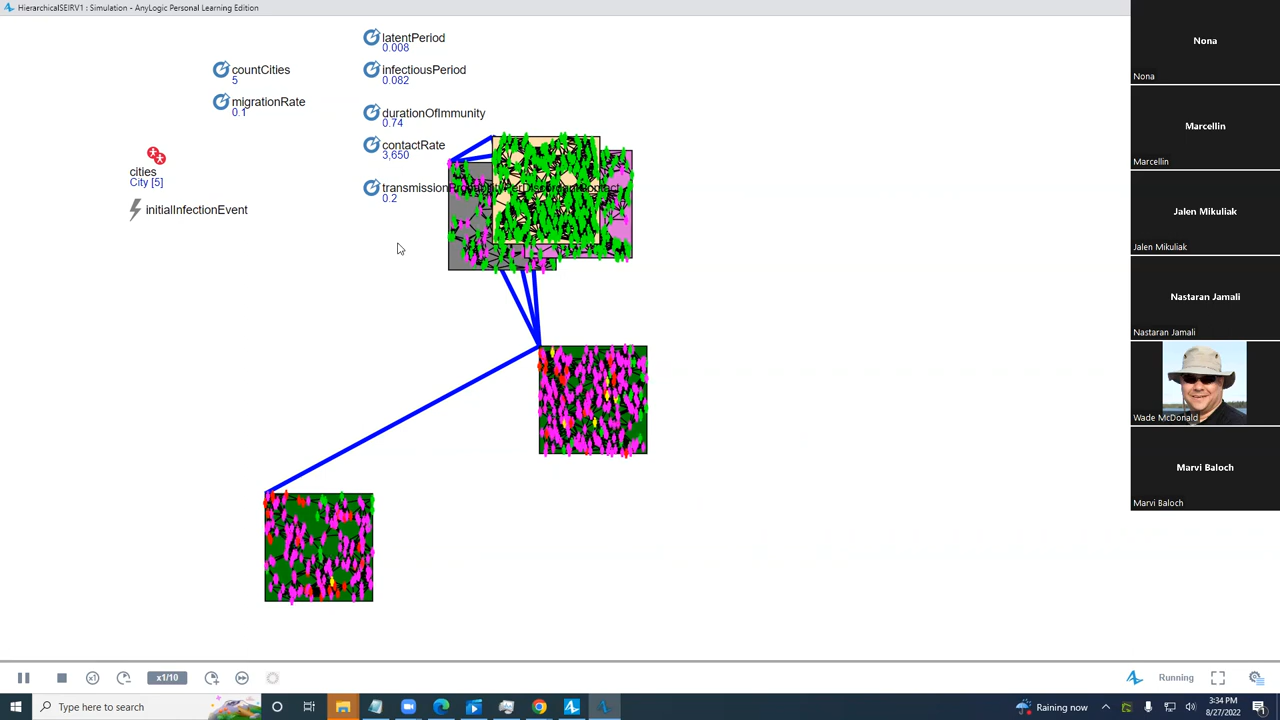 HierarchicalSEIRV1 : Simulation - AnyLogic Personal Learning Edition
latentPeriod
0.008
countCities
5
infectiousPeriod
0.082
migrationRate
0.1
durationOfImmunity
0.74
contactRate
3,650
cities
City [5]
transmissionProbabilityPerDiscordantContact
0.2
initialInfectionEvent
Nona
Nona
Marcellin
Marcellin
Jalen Mikuliak
Jalen Mikuliak
Nastaran Jamali
Nastaran Jamali
Wade McDonald
Marvi Baloch
Marvi Baloch
x1
x1/10
Running
Type here to search
Raining now
3:34 PM
8/27/2022
1